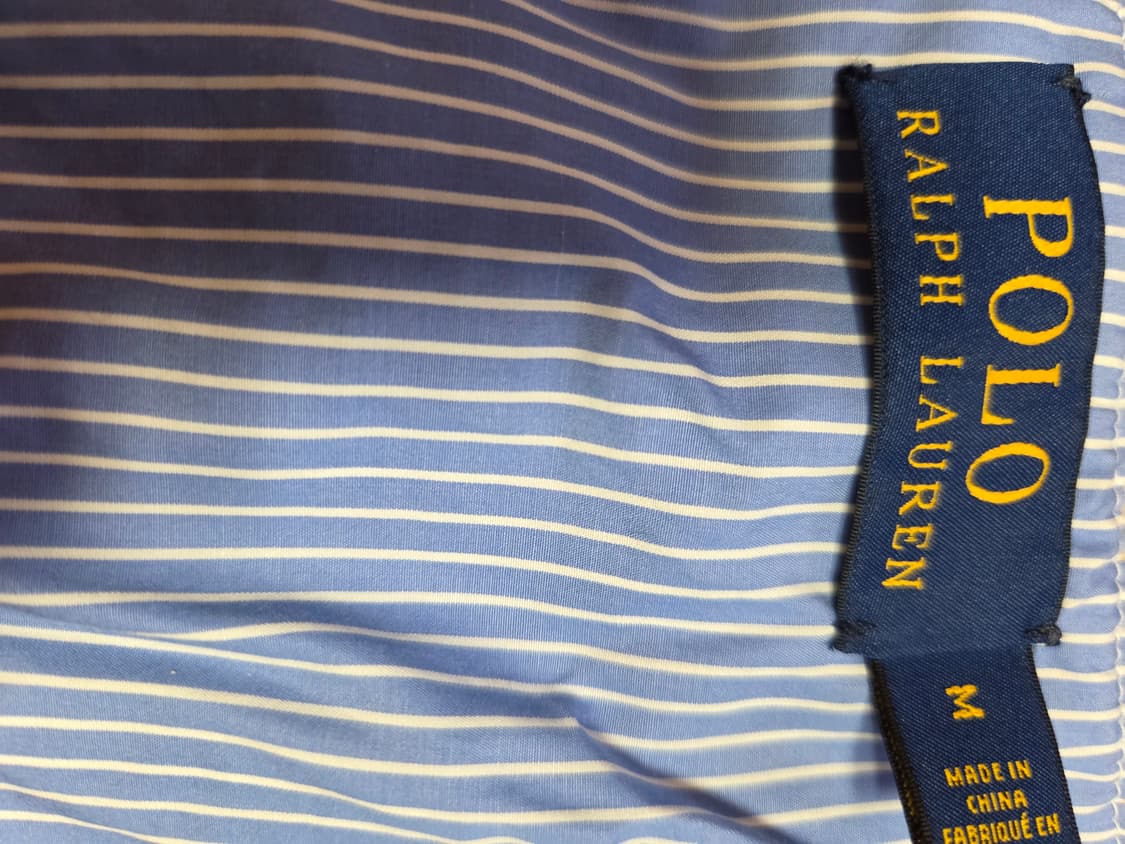 POLO
RALPH LAUREN
M
MADE IN
CHINA
FABRIQUÉ EN